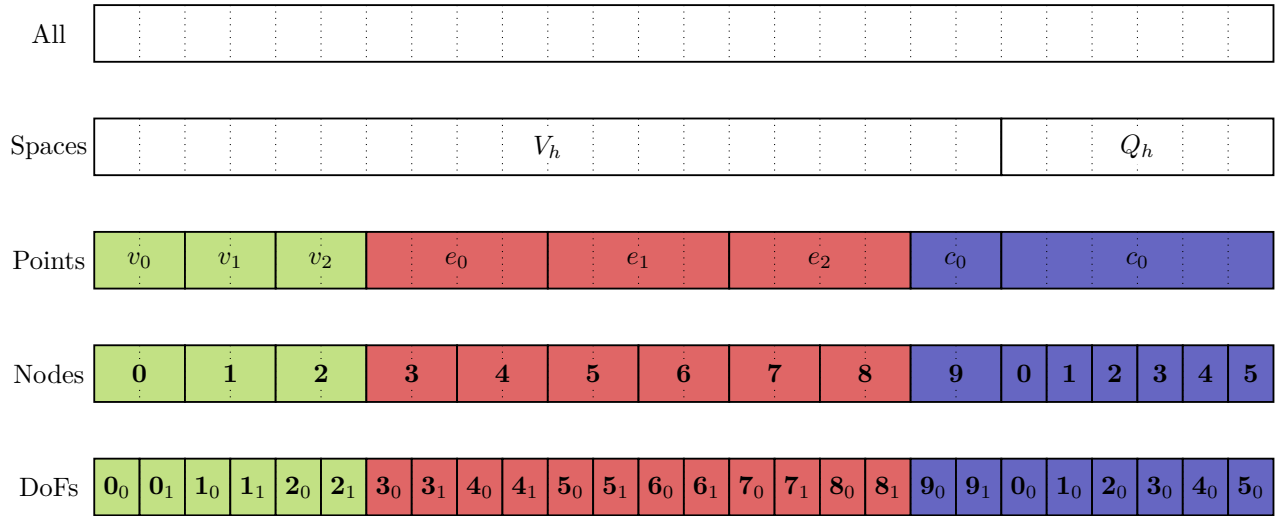 All
Spaces V_h Q_h
Points v_0 v_1 v_2 e_0 e_1 e_2 c_0 c_0
Nodes 0 1 2 3 4 5 6 7 8 9 0 1 2 3 4 5
DoFs 0_0 0_1 1_0 1_1 2_0 2_1 3_0 3_1 4_0 4_1 5_0 5_1 6_0 6_1 7_0 7_1 8_0 8_1 9_0 9_1 0_0 1_0 2_0 3_0 4_0 5_0